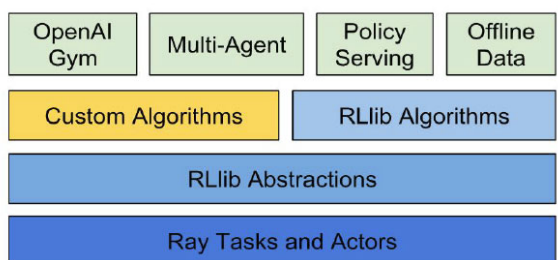 OpenAI
Gym
Multi-Agent
Policy
Serving
Offline
Data
Custom Algorithms
RLlib Algorithms
RLlib Abstractions
Ray Tasks and Actors